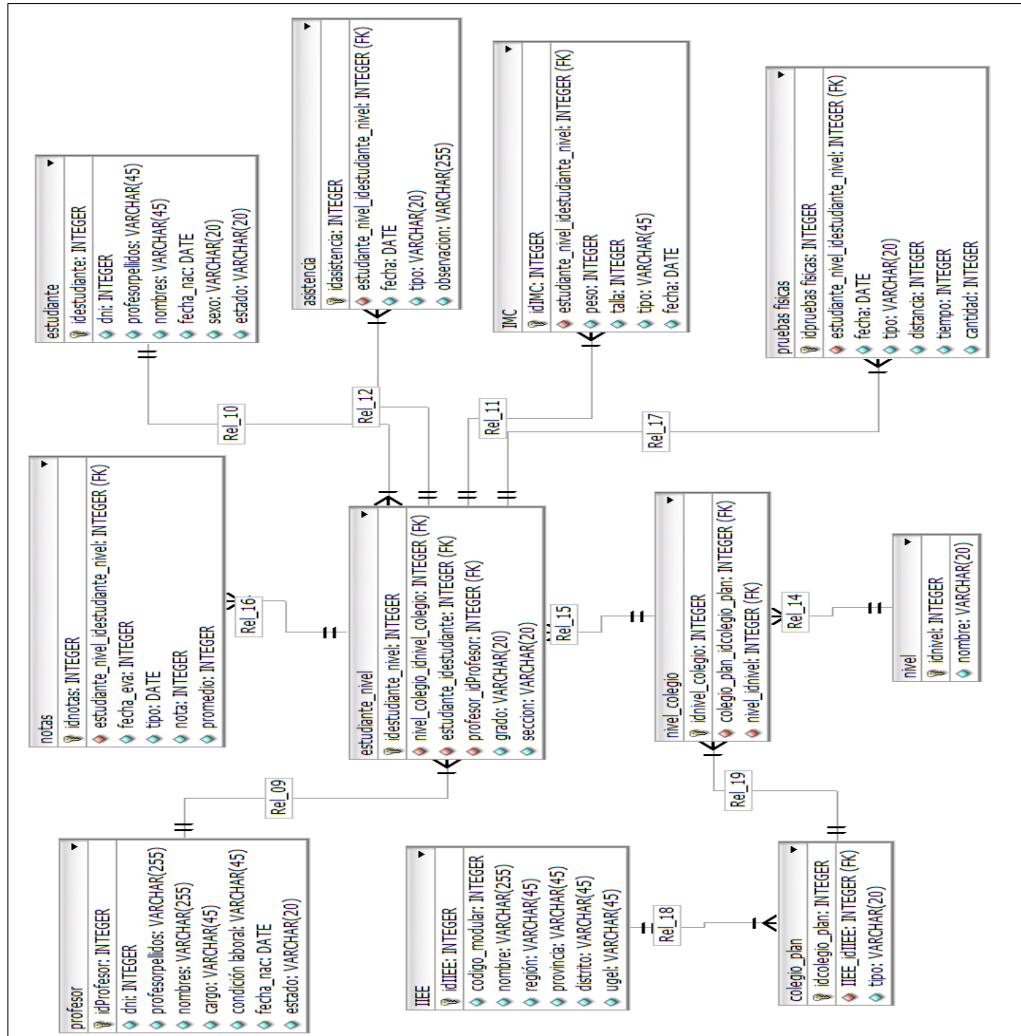 profesor
idProfesor: INTEGER
dni: INTEGER
profesorpellidos: VARCHAR(255)
nombres: VARCHAR(255)
cargo: VARCHAR(45)
condición laboral: VARCHAR(45)
fecha_nac: DATE
estado: VARCHAR(20)
notas
idnotas: INTEGER
estudiante_nivel_idestudiante_nivel: INTEGER (FK)
fecha_eva: INTEGER
tipo: DATE
nota: INTEGER
promedio: INTEGER
estudiante
idestudiante: INTEGER
dni: INTEGER
profesorpellidos: VARCHAR(45)
nombres: VARCHAR(45)
fecha_nac: DATE
sexo: VARCHAR(20)
estado: VARCHAR(20)
Rel_09
Rel_16
Rel_10
Rel_12
IIEE
idIIEE: INTEGER
codigo_modular: INTEGER
nombre: VARCHAR(255)
región: VARCHAR(45)
provincia: VARCHAR(45)
distrito: VARCHAR(45)
ugel: VARCHAR(45)
estudiante_nivel
idestudiante_nivel: INTEGER
nivel_colegio_idnivel_colegio: INTEGER (FK)
estudiante_idestudiante: INTEGER (FK)
profesor_idProfesor: INTEGER (FK)
grado: VARCHAR(20)
seccion: VARCHAR(20)
asistencia
idasistencia: INTEGER
estudiante_nivel_idestudiante_nivel: INTEGER (FK)
fecha: DATE
tipo: VARCHAR(20)
observacion: VARCHAR(255)
Rel_11
Rel_15
Rel_17
IMC
idIMC: INTEGER
estudiante_nivel_idestudiante_nivel: INTEGER (FK)
peso: INTEGER
talla: INTEGER
tipo: VARCHAR(45)
fecha: DATE
Rel_18
nivel_colegio
idnivel_colegio: INTEGER
colegio_plan_idcolegio_plan: INTEGER (FK)
nivel_idnivel: INTEGER (FK)
Rel_19
Rel_14
colegio_plan
idcolegio_plan: INTEGER
IIEE_idIIEE: INTEGER (FK)
tipo: VARCHAR(20)
nivel
idnivel: INTEGER
nombre: VARCHAR(20)
pruebas fisicas
idpruebas fisicas: INTEGER
estudiante_nivel_idestudiante_nivel: INTEGER (FK)
fecha: DATE
tipo: VARCHAR(20)
distancia: INTEGER
tiempo: INTEGER
cantidad: INTEGER